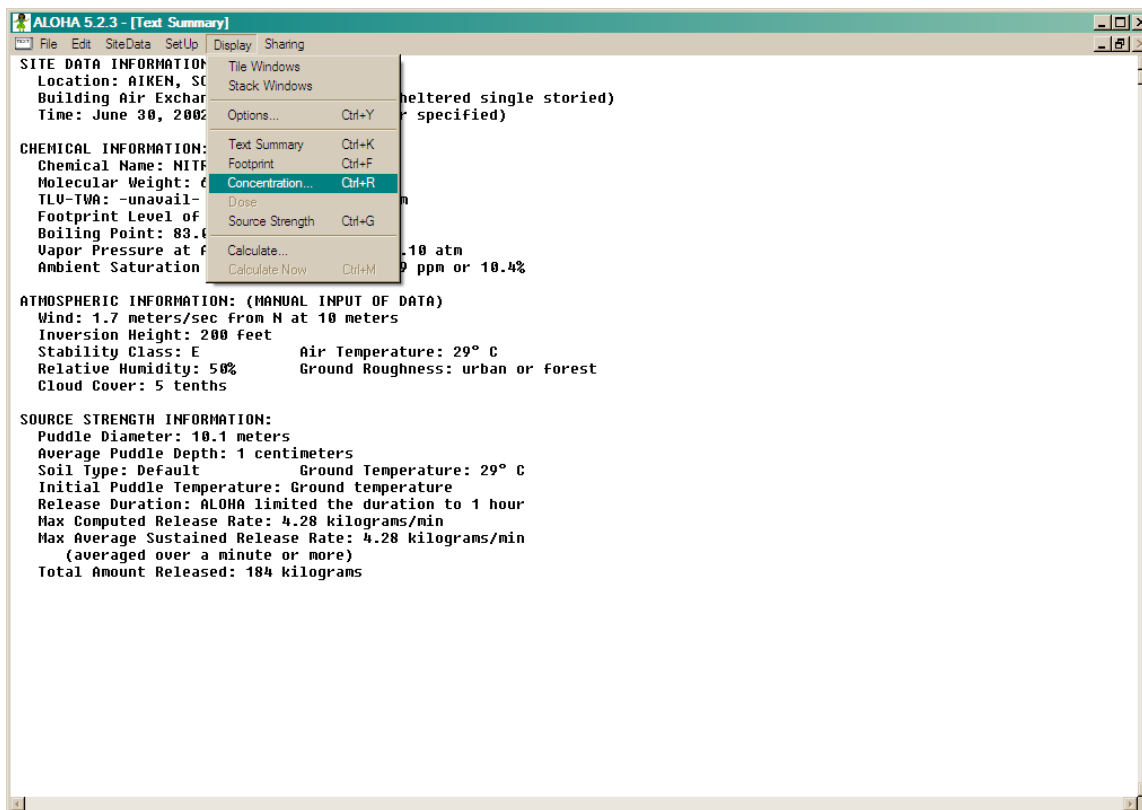 ALOHA 5.2.3 - [Text Summary]
File Edit SiteData SetUp Display Sharing
Tile Windows
Stack Windows
Options... Ctrl+Y
Text Summary Ctrl+K
Footprint Ctrl+F
Concentration... Ctrl+R
Dose
Source Strength Ctrl+G
Calculate...
Calculate Now Ctrl+M
SITE DATA INFORMATION
Location: AIKEN, SC
Building Air Exchan heltered single storied)
Time: June 30, 2002 r specified)
CHEMICAL INFORMATION:
Chemical Name: NITR
Molecular Weight: 6
TLV-TWA: -unavail-
Footprint Level of
Boiling Point: 83.0
Vapor Pressure at A .10 atm
Ambient Saturation 9 ppm or 10.4%
ATMOSPHERIC INFORMATION: (MANUAL INPUT OF DATA)
Wind: 1.7 meters/sec from N at 10 meters
Inversion Height: 200 feet
Stability Class: E Air Temperature: 29° C
Relative Humidity: 50% Ground Roughness: urban or forest
Cloud Cover: 5 tenths
SOURCE STRENGTH INFORMATION:
Puddle Diameter: 10.1 meters
Average Puddle Depth: 1 centimeters
Soil Type: Default Ground Temperature: 29° C
Initial Puddle Temperature: Ground temperature
Release Duration: ALOHA limited the duration to 1 hour
Max Computed Release Rate: 4.28 kilograms/min
Max Average Sustained Release Rate: 4.28 kilograms/min
(averaged over a minute or more)
Total Amount Released: 184 kilograms